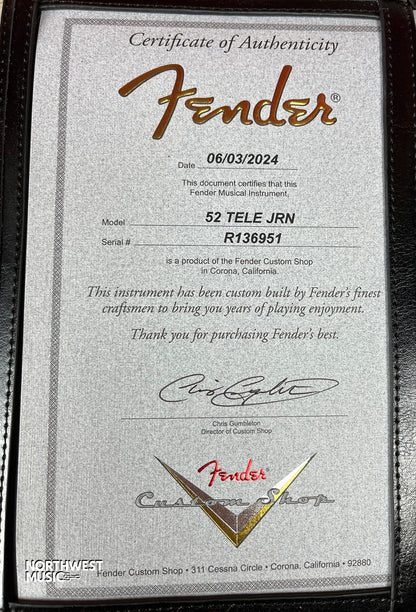 Certificate of Authenticity
Fender®
Date 06/03/2024
This document certifies that this
Fender Musical Instrument,
Model 52 TELE JRN
Serial # R136951
is a product of the Fender Custom Shop
in Corona, California.
This instrument has been custom built by Fender's finest
craftsmen to bring you years of playing enjoyment.
Thank you for purchasing Fender's best.
Chris Gumbleton
Director of Custom Shop
Fender
Custom Shop
NORTHWEST
MUSIC
Fender Custom Shop • 311 Cessna Circle • Corona, California • 92880